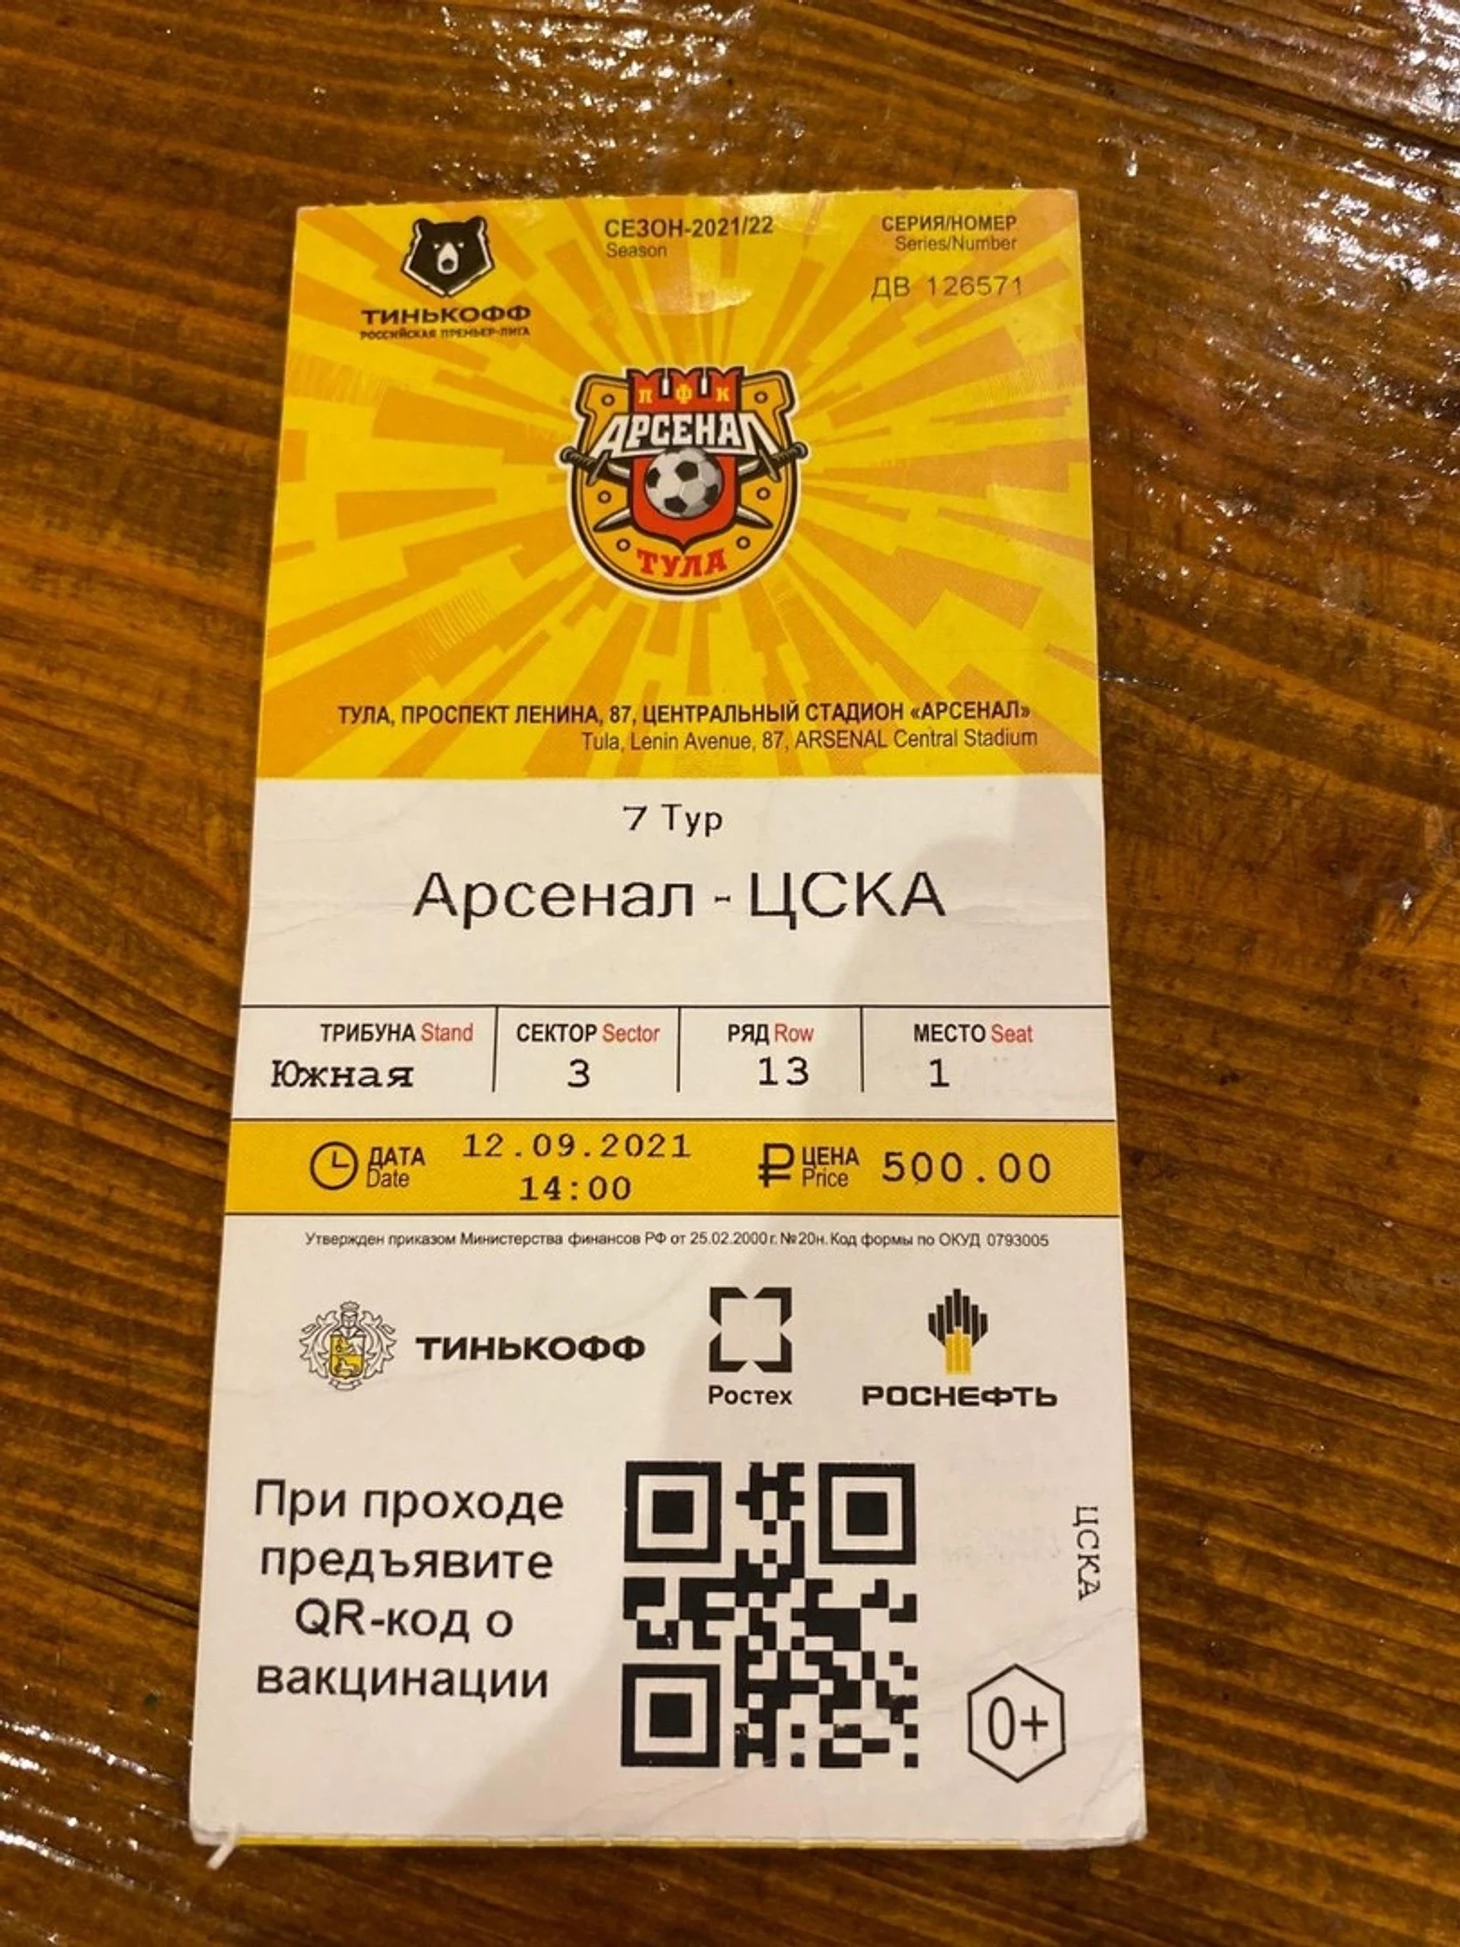 СЕЗОН-2021/22
Season
СЕРИЯ/НОМЕР
Series/Number
ДВ 126571
ТИНЬКОФФ
РОССИЙСКАЯ ПРЕМЬЕР-ЛИГА
ПФК
АРСЕНАЛ
ТУЛА
ТУЛА, ПРОСПЕКТ ЛЕНИНА, 87, ЦЕНТРАЛЬНЫЙ СТАДИОН «АРСЕНАЛ»
Tula, Lenin Avenue, 87, ARSENAL Central Stadium
7 Тур
Арсенал - ЦСКА
ТРИБУНА Stand
Южная
СЕКТОР Sector
3
РЯД Row
13
МЕСТО Seat
1
ДАТА
Date
12.09.2021
14:00
₽ ЦЕНА
Price
500.00
Утвержден приказом Министерства финансов РФ от 25.02.2000 г. №20н. Код формы по ОКУД 0793005
ТИНЬКОФФ
Ростех
РОСНЕФТЬ
При проходе
предъявите
QR-код о
вакцинации
ЦСКА
0+